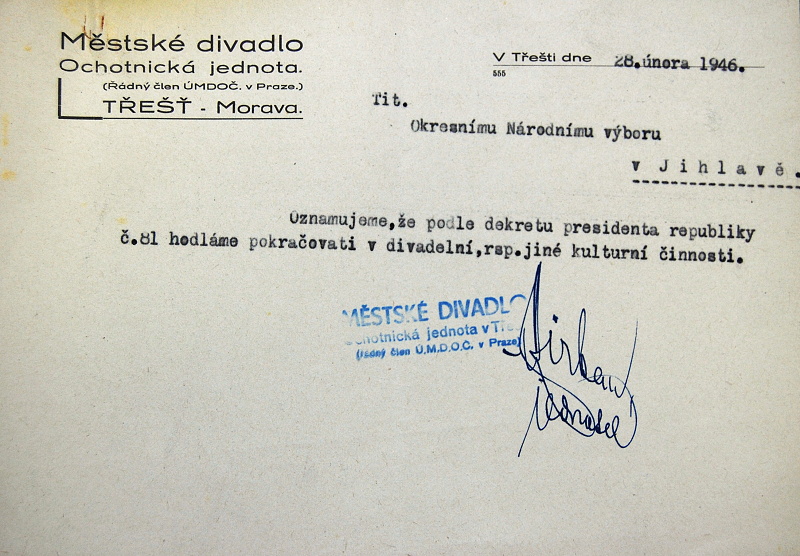 Městské divadlo
Ochotnická jednota.
(Řádný člen ÚMDOČ. v Praze.)
TŘEŠŤ - Morava.
V Třešti dne 28.února 1946.
555
Tit.
Okresnímu Národnímu výboru
v Jihlavě.
Oznamujeme,že podle dekretu presidenta republiky
č.81 hodláme pokračovati v divadelní,rsp.jiné kulturní činnosti.
MĚSTSKÉ DIVADLO
Ochotnická jednota v Tře
(řádný člen Ú.M.D.O.Č. v Praze)
jednatel